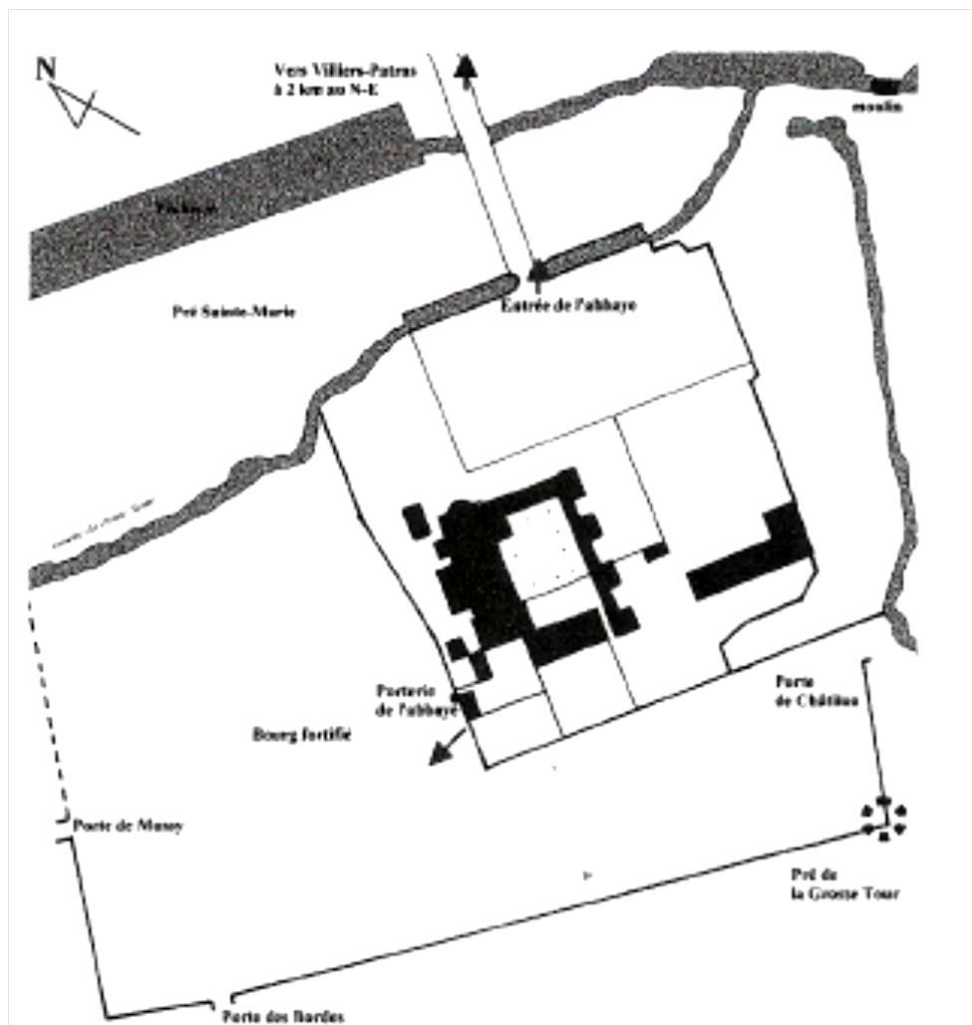 N
Vers Villiers-Patras
à 2 km au N-E
moulin
Pré Sainte-Marie
Entrée de l'abbaye
Porterie
de l'abbaye
Bourg fortifié
Porte
de Châtillon
Porte de Mussy
Pré de
la Grosse Tour
Porte des Bordes